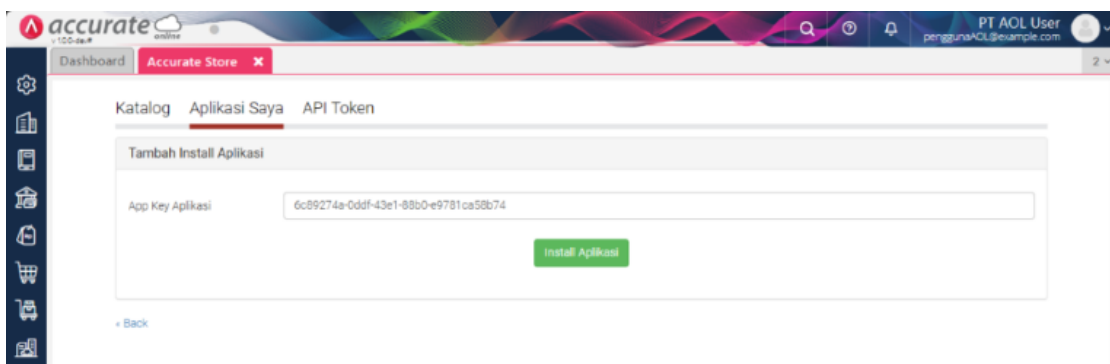 accurate
online
PT AOL User
penggunaAOL@example.com
Dashboard
Accurate Store
2
Katalog Aplikasi Saya API Token
Tambah Install Aplikasi
App Key Aplikasi
6c89274a-0ddf-43e1-88b0-e9781ca58b74
Install Aplikasi
« Back